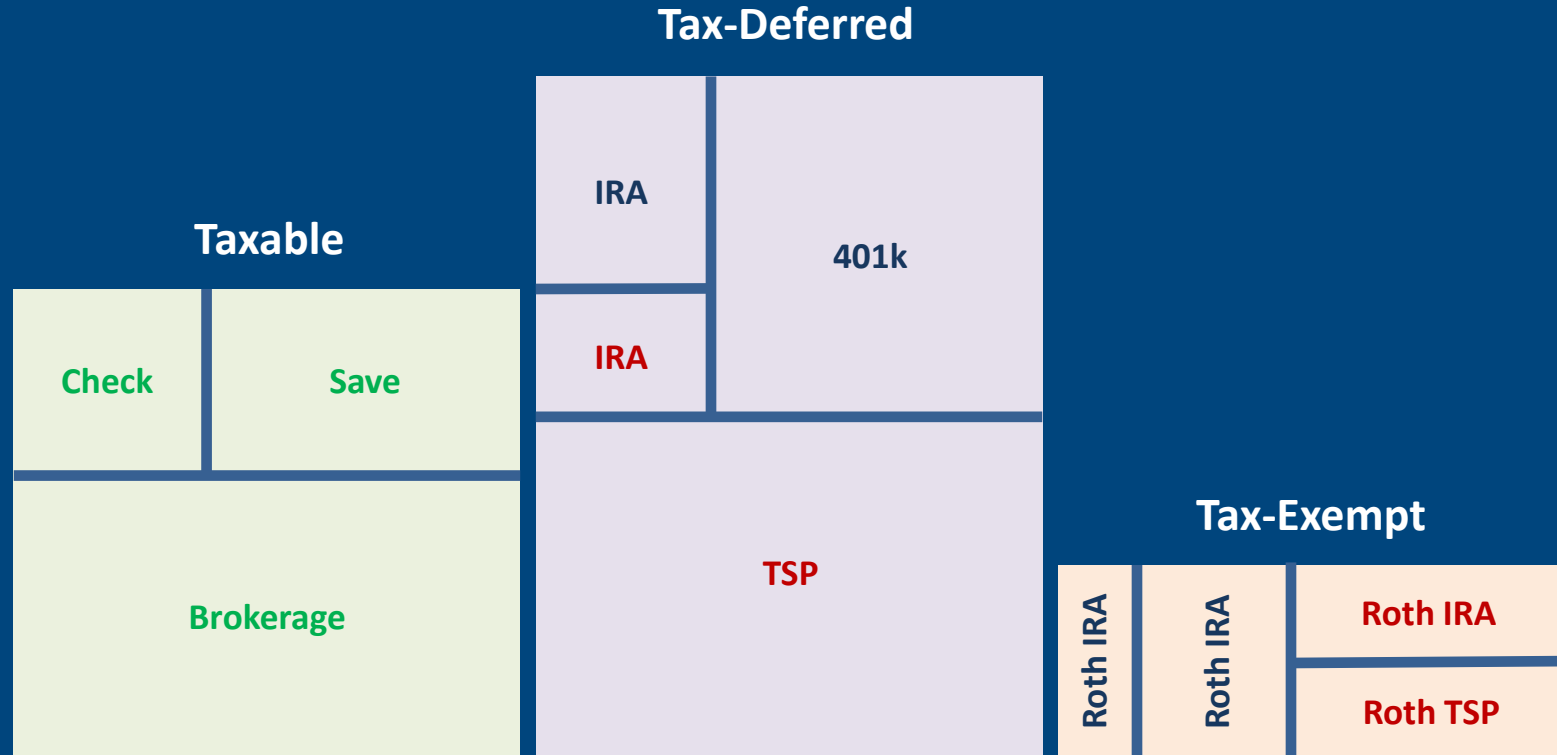 Tax-Deferred
IRA
401k
IRA
TSP
Taxable
Check
Save
Brokerage
Tax-Exempt
Roth IRA
Roth IRA
Roth IRA
Roth TSP